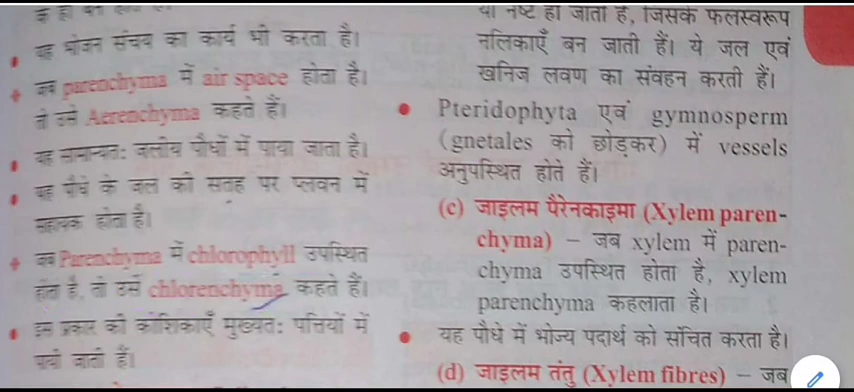 यह भोजन संचय का कार्य भी करता है।
जब parenchyma में air space होता है।
तो उसे Aerenchyma कहते हैं।
यह सामान्यतः जलीय पौधों में पाया जाता है।
यह पौधे के जल की सतह पर प्लवन में
सहायक होता है।
जब Parenchyma में chlorophyll उपस्थित
होता है, तो उसे chlorenchyma कहते हैं।
इस प्रकार की कोशिकाएँ मुख्यतः पत्तियों में
पायी जाती हैं।
या नष्ट हो जाती हैं, जिसके फलस्वरूप
नलिकाएँ बन जाती हैं। ये जल एवं
खनिज लवण का संवहन करती हैं।
Pteridophyta एवं gymnosperm
(gnetales को छोड़कर) में vessels
अनुपस्थित होते हैं।
(c) जाइलम पैरेनकाइमा (Xylem paren-
chyma) – जब xylem में paren-
chyma उपस्थित होता है, xylem
parenchyma कहलाता है।
यह पौधे में भोज्य पदार्थ को संचित करता है।
(d) जाइलम तंतु (Xylem fibres) – जब